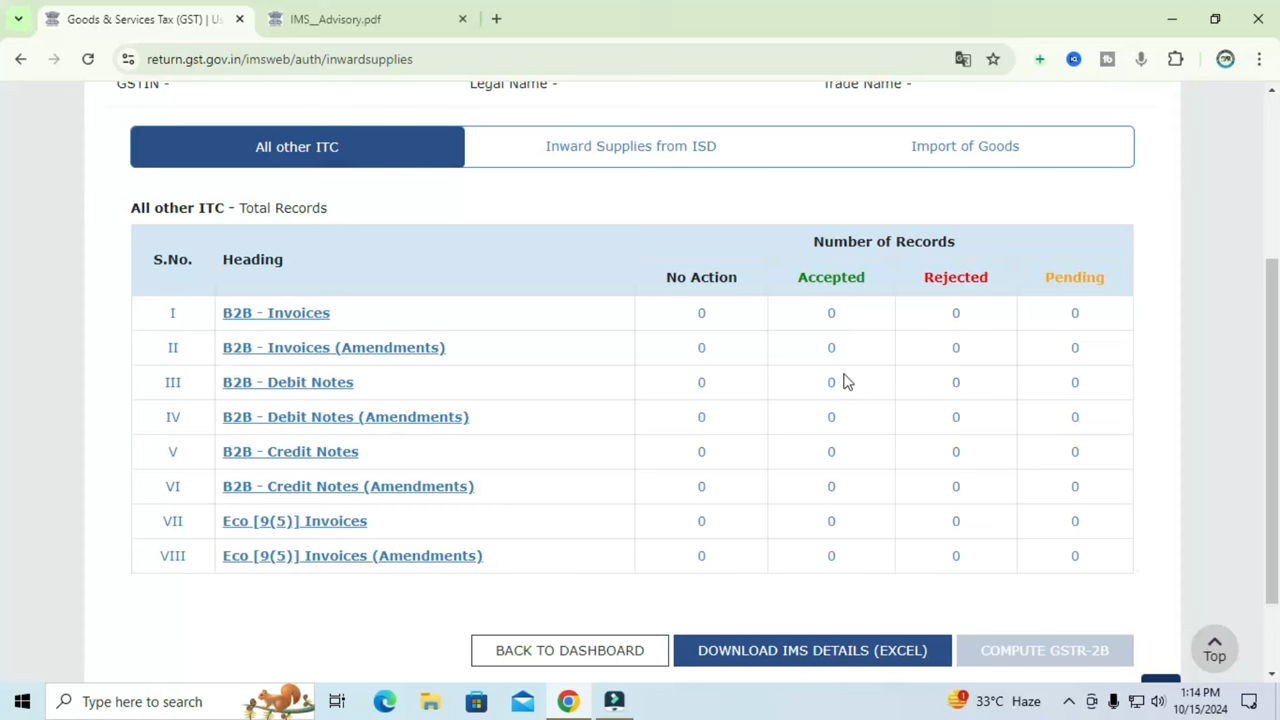 Goods & Services Tax (GST) | Us
IMS__Advisory.pdf
return.gst.gov.in/imsweb/auth/inwardsupplies
GSTIN - Legal Name - Trade Name -
All other ITC Inward Supplies from ISD Import of Goods
All other ITC - Total Records
S.No. Heading Number of Records
No Action Accepted Rejected Pending
I B2B - Invoices 0 0 0 0
II B2B - Invoices (Amendments) 0 0 0 0
III B2B - Debit Notes 0 0 0 0
IV B2B - Debit Notes (Amendments) 0 0 0 0
V B2B - Credit Notes 0 0 0 0
VI B2B - Credit Notes (Amendments) 0 0 0 0
VII Eco [9(5)] Invoices 0 0 0 0
VIII Eco [9(5)] Invoices (Amendments) 0 0 0 0
BACK TO DASHBOARD DOWNLOAD IMS DETAILS (EXCEL) COMPUTE GSTR-2B
Top
Type here to search
1
33°C Haze
1:14 PM
10/15/2024